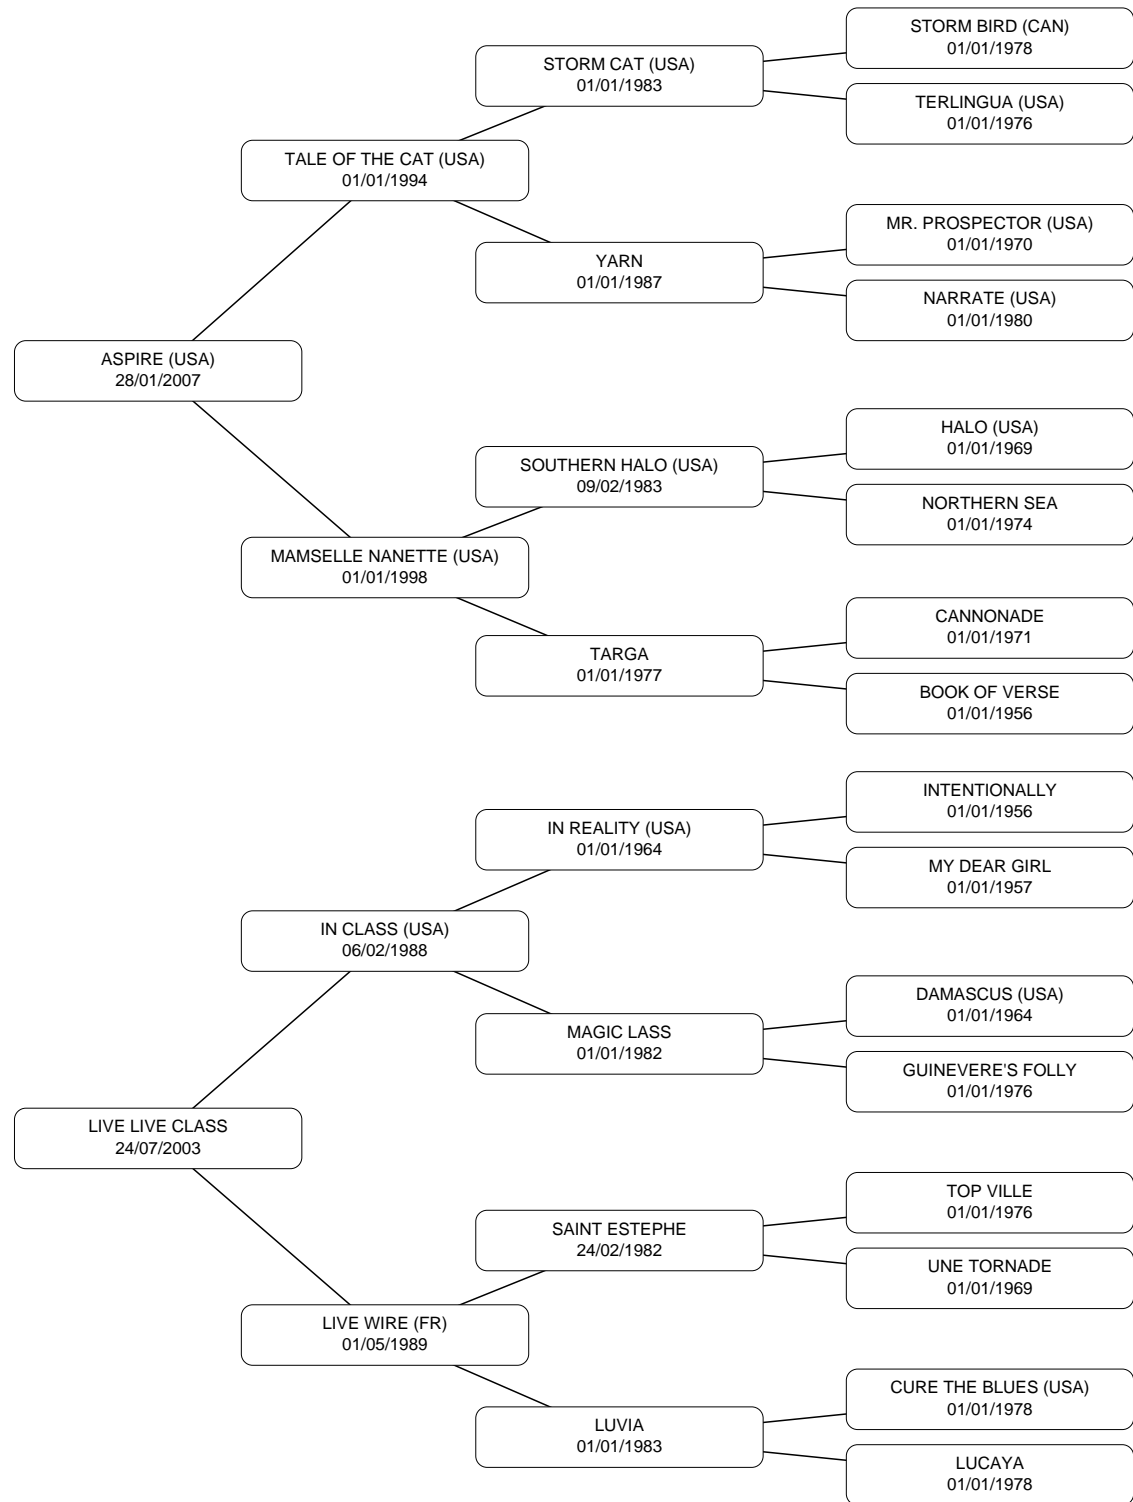 STORM BIRD (CAN)
01/01/1978
STORM CAT (USA)
01/01/1983
TERLINGUA (USA)
01/01/1976
TALE OF THE CAT (USA)
01/01/1994
MR. PROSPECTOR (USA)
01/01/1970
YARN
01/01/1987
NARRATE (USA)
01/01/1980
ASPIRE (USA)
28/01/2007
HALO (USA)
01/01/1969
SOUTHERN HALO (USA)
09/02/1983
NORTHERN SEA
01/01/1974
MAMSELLE NANETTE (USA)
01/01/1998
CANNONADE
01/01/1971
TARGA
01/01/1977
BOOK OF VERSE
01/01/1956
INTENTIONALLY
01/01/1956
IN REALITY (USA)
01/01/1964
MY DEAR GIRL
01/01/1957
IN CLASS (USA)
06/02/1988
DAMASCUS (USA)
01/01/1964
MAGIC LASS
01/01/1982
GUINEVERE'S FOLLY
01/01/1976
LIVE LIVE CLASS
24/07/2003
TOP VILLE
01/01/1976
SAINT ESTEPHE
24/02/1982
UNE TORNADE
01/01/1969
LIVE WIRE (FR)
01/05/1989
CURE THE BLUES (USA)
01/01/1978
LUVIA
01/01/1983
LUCAYA
01/01/1978